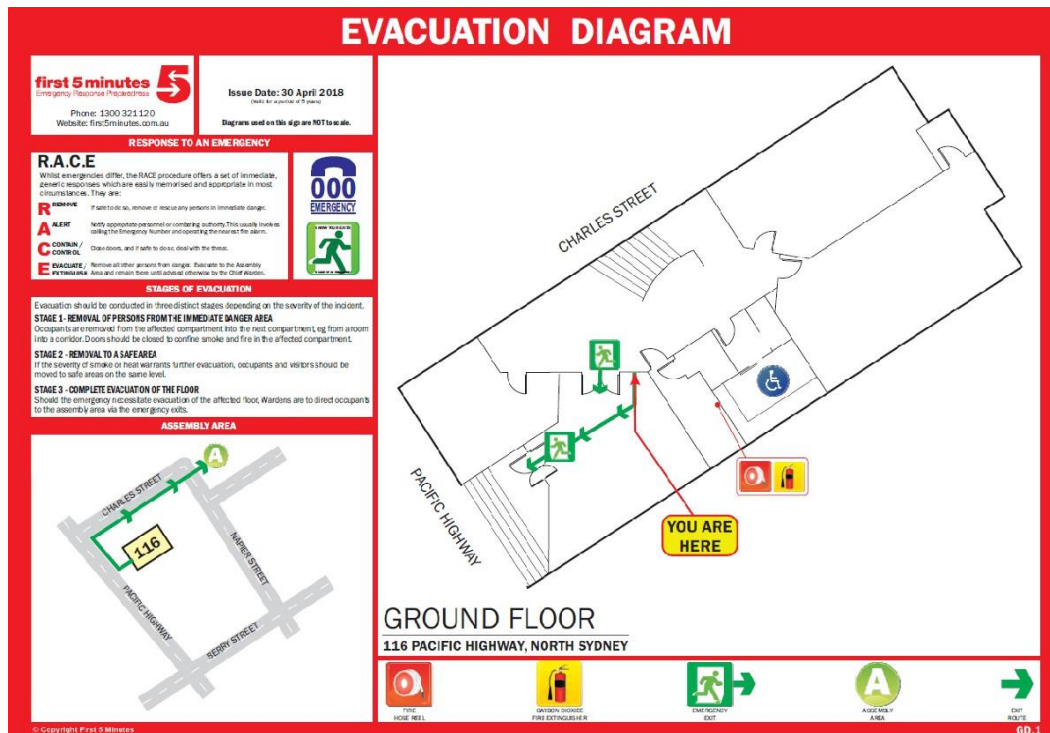 EVACUATION DIAGRAM
first 5 minutes
5
Emergency Response Preparedness
Phone: 1300 321 120
Website: first5minutes.com.au
Issue Date: 30 April 2018
(Valid for a period of 5 years)
Diagrams used on this sign are NOT to scale.
RESPONSE TO AN EMERGENCY
R.A.C.E
Whilst emergencies differ, the RACE procedure offers a set of immediate,
generic responses which are easily memorised and appropriate in most
circumstances. They are:
R REMOVE If safe to do so, remove or rescue any persons in immediate danger.
A ALERT Notify appropriate personnel or combating authority. This usually involves
calling the Emergency Number and operating the nearest fire alarm.
C CONTAIN / CONTROL Close doors, and if safe to do so, deal with the threat.
E EVACUATE / EXTINGUISH Remove all other persons from danger. Evacuate to the Assembly
Area and remain there until advised otherwise by the Chief Warden.
000
EMERGENCY
STAGES OF EVACUATION
Evacuation should be conducted in three distinct stages depending on the severity of the incident.
STAGE 1 - REMOVAL OF PERSONS FROM THE IMMEDIATE DANGER AREA
Occupants are removed from the affected compartment into the next compartment, eg from a room
into a corridor. Doors should be closed to confine smoke and fire in the affected compartment.
STAGE 2 - REMOVAL TO A SAFE AREA
If the severity of smoke or heat warrants further evacuation, occupants and visitors should be
moved to safe areas on the same level.
STAGE 3 - COMPLETE EVACUATION OF THE FLOOR
Should the emergency necessitate evacuation of the affected floor, Wardens are to direct occupants
to the assembly area via the emergency exits.
ASSEMBLY AREA
A
CHARLES STREET
116
NAPIER STREET
PACIFIC HIGHWAY
BERRY STREET
CHARLES STREET
PACIFIC HIGHWAY
YOU ARE
HERE
GROUND FLOOR
116 PACIFIC HIGHWAY, NORTH SYDNEY
FIRE
HOSE REEL
CARBON DIOXIDE
FIRE EXTINGUISHER
EMERGENCY
EXIT
A
ASSEMBLY
AREA
EXIT
ROUTE
© Copyright First 5 Minutes
GD.1